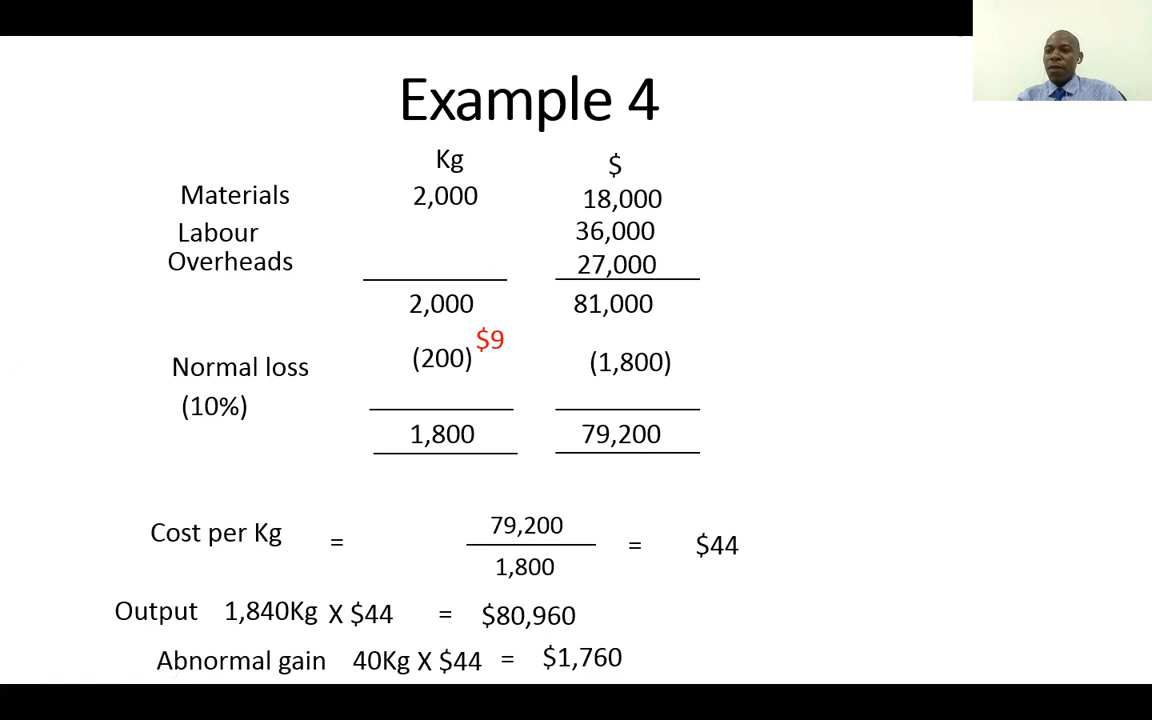 Example 4
Kg $
Materials 2,000 18,000
Labour 36,000
Overheads 27,000
2,000 81,000
$9
Normal loss (200) (1,800)
(10%)
1,800 79,200
79,200
Cost per Kg = = $44
1,800
Output 1,840Kg X $44 = $80,960
Abnormal gain 40Kg X $44 = $1,760